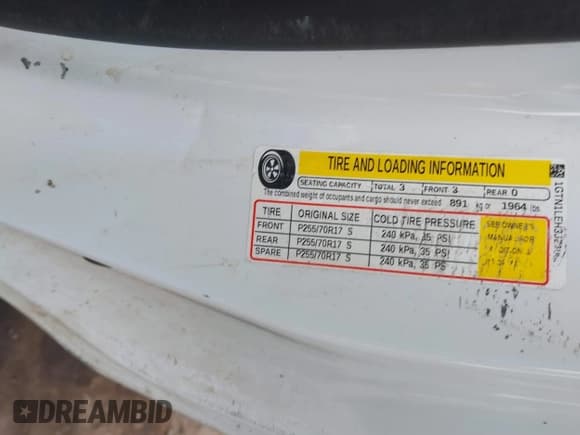 TIRE AND LOADING INFORMATION
SEATING CAPACITY TOTAL 3 FRONT 3 REAR 0
The combined weight of occupants and cargo should never exceed 891 kg or 1964 lbs
TIRE ORIGINAL SIZE COLD TIRE PRESSURE
FRONT P255/70R17 S 240 kPa, 35 PSI
REAR P255/70R17 S 240 kPa, 35 PSI
SPARE P255/70R17 S 240 kPa, 35 PSI
SEE OWNER'S
MANUAL FOR
DREAMBID